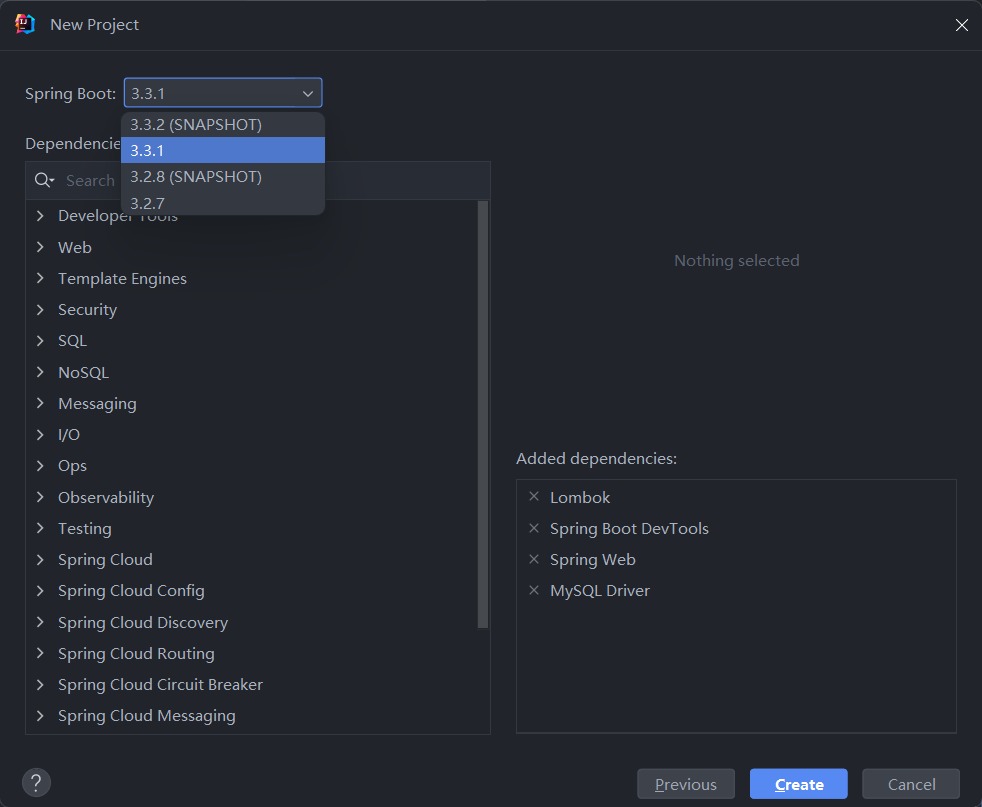 New Project
Spring Boot: 3.3.1
3.3.2 (SNAPSHOT)
3.3.1
3.2.8 (SNAPSHOT)
3.2.7
Dependencie
Search
Developer Tools
Web
Template Engines
Security
SQL
NoSQL
Messaging
I/O
Ops
Observability
Testing
Spring Cloud
Spring Cloud Config
Spring Cloud Discovery
Spring Cloud Routing
Spring Cloud Circuit Breaker
Spring Cloud Messaging
Nothing selected
Added dependencies:
Lombok
Spring Boot DevTools
Spring Web
MySQL Driver
?
Previous
Create
Cancel